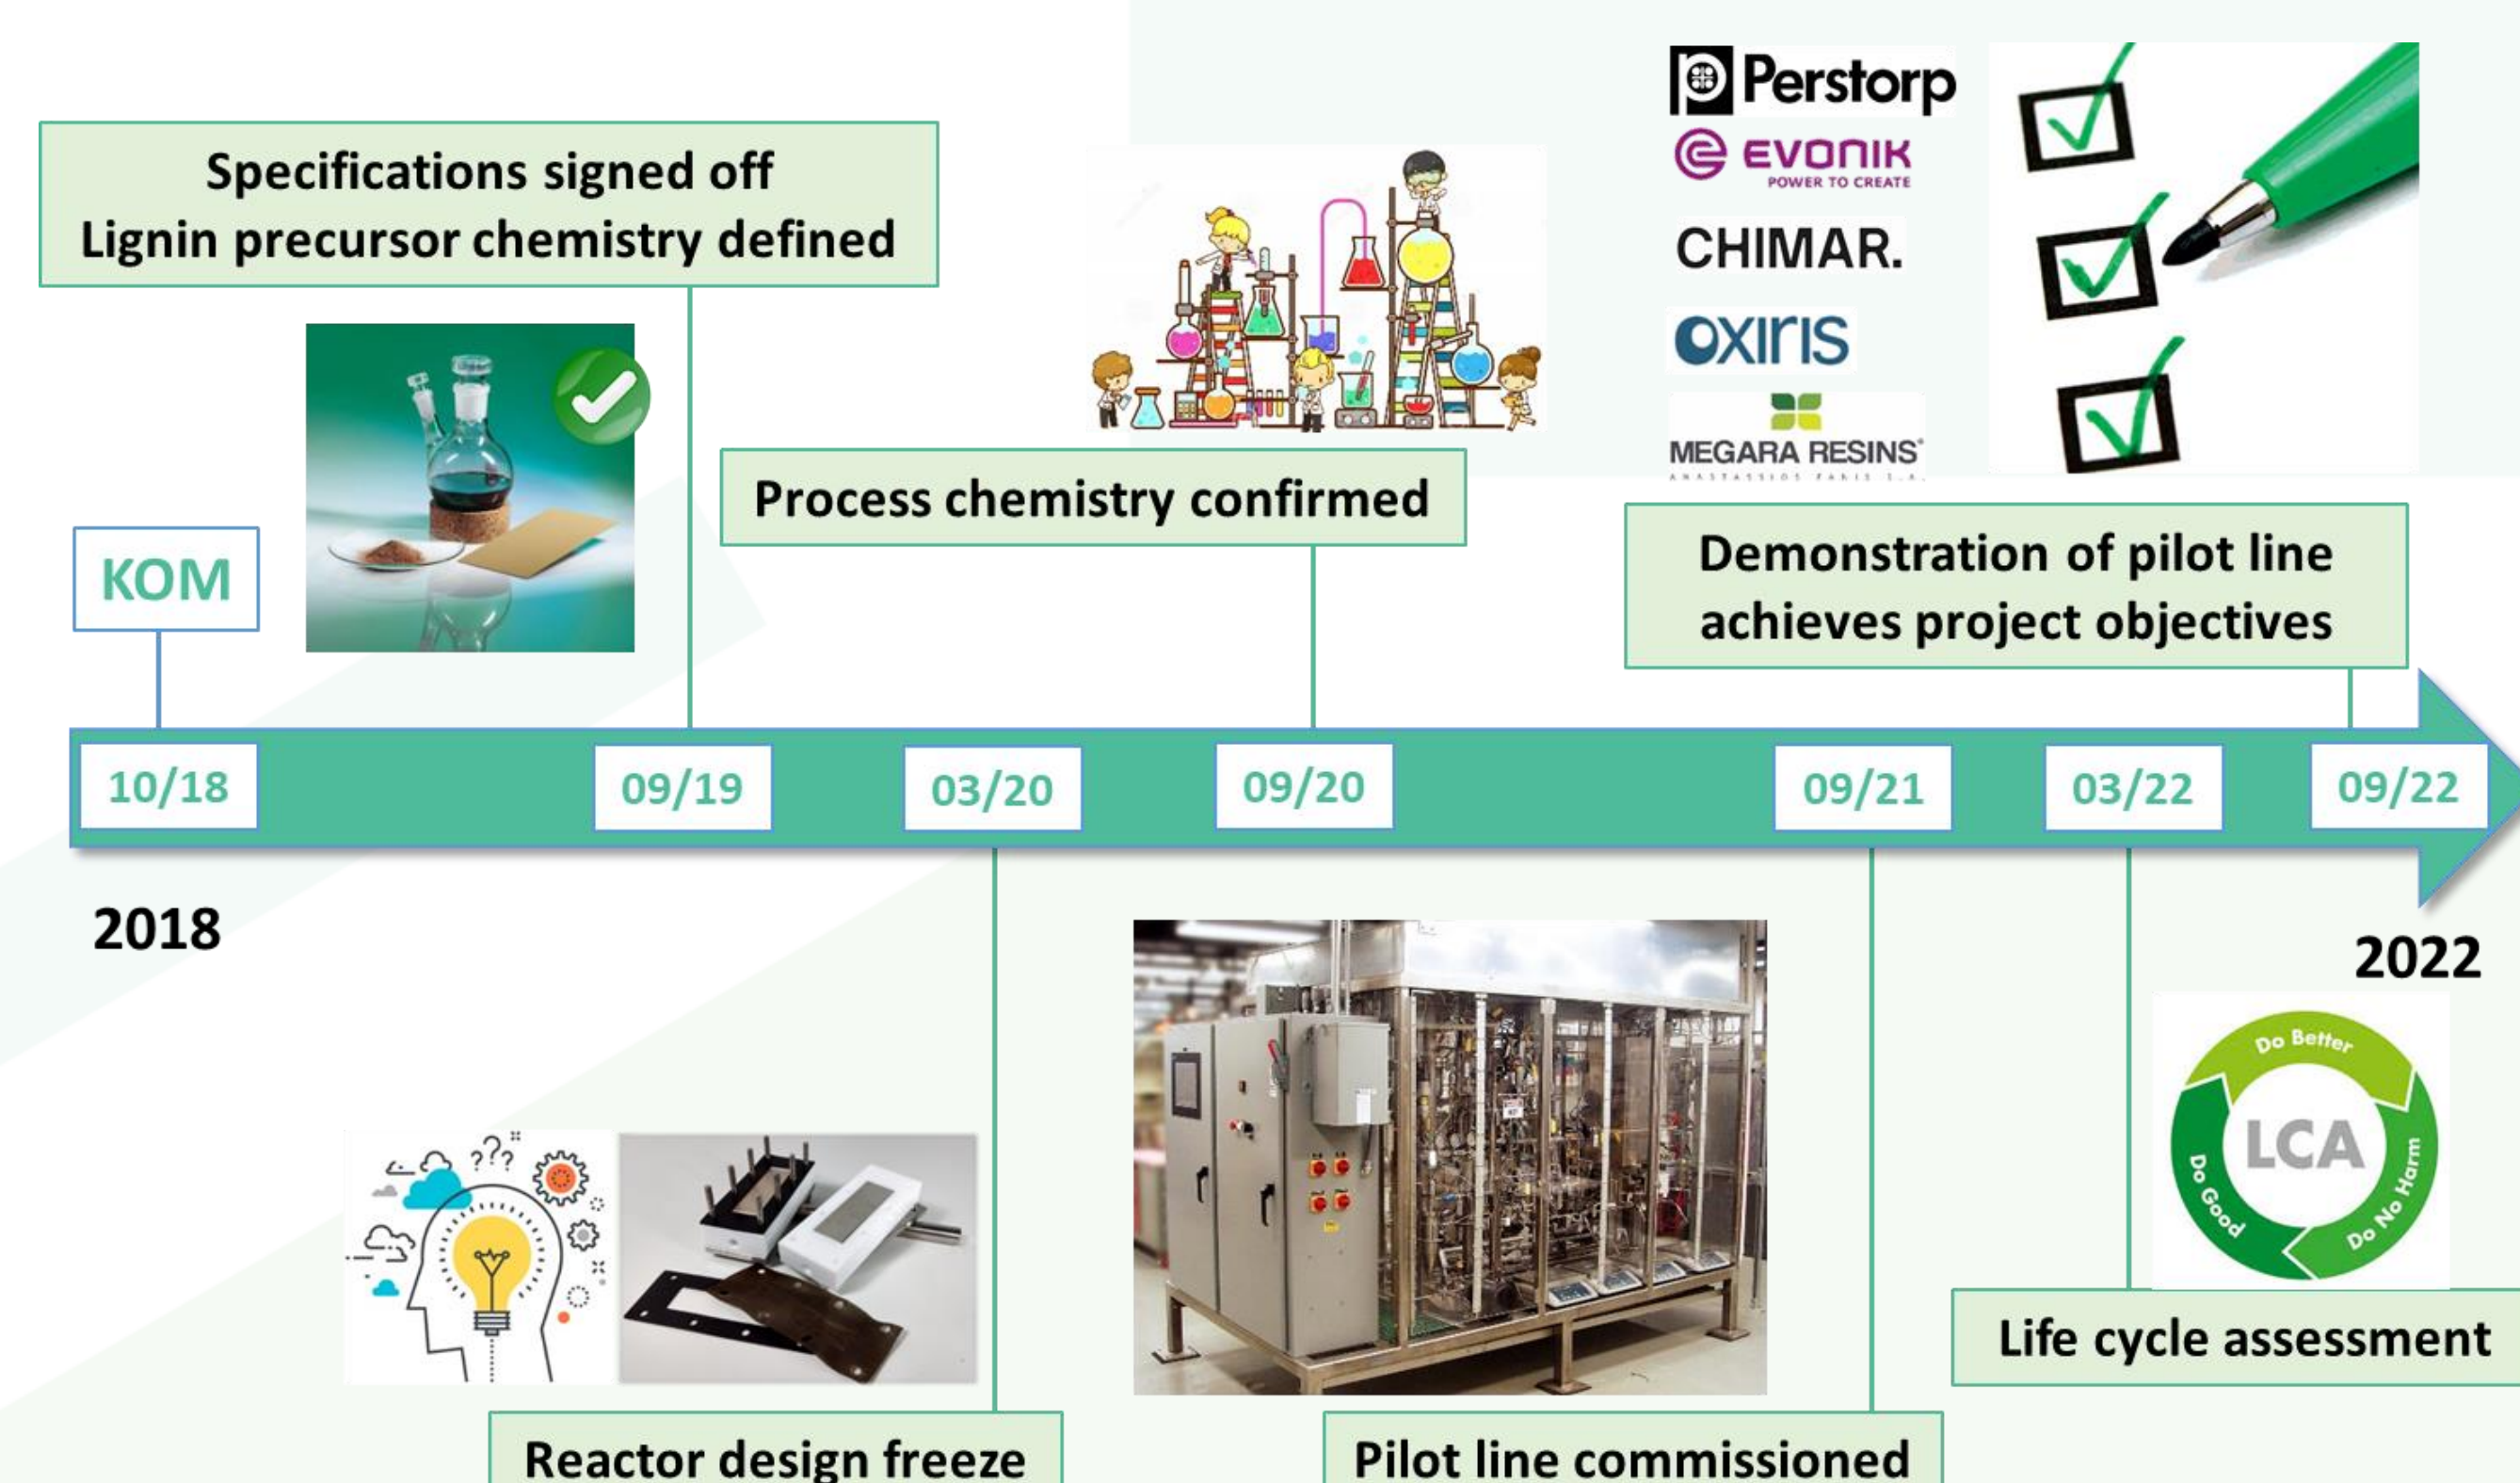 Perstorp
EVONIK
POWER TO CREATE
CHIMAR.
OXIRIS
MEGARA RESINS®
ANASTASSIOS FANIS S.A.
Specifications signed off
Lignin precursor chemistry defined
Process chemistry confirmed
KOM
Demonstration of pilot line
achieves project objectives
10/18
09/19
03/20
09/20
09/21
03/22
09/22
2018
2022
???
Do Better
LCA
Do Good
Do No Harm
Life cycle assessment
Reactor design freeze
Pilot line commissioned